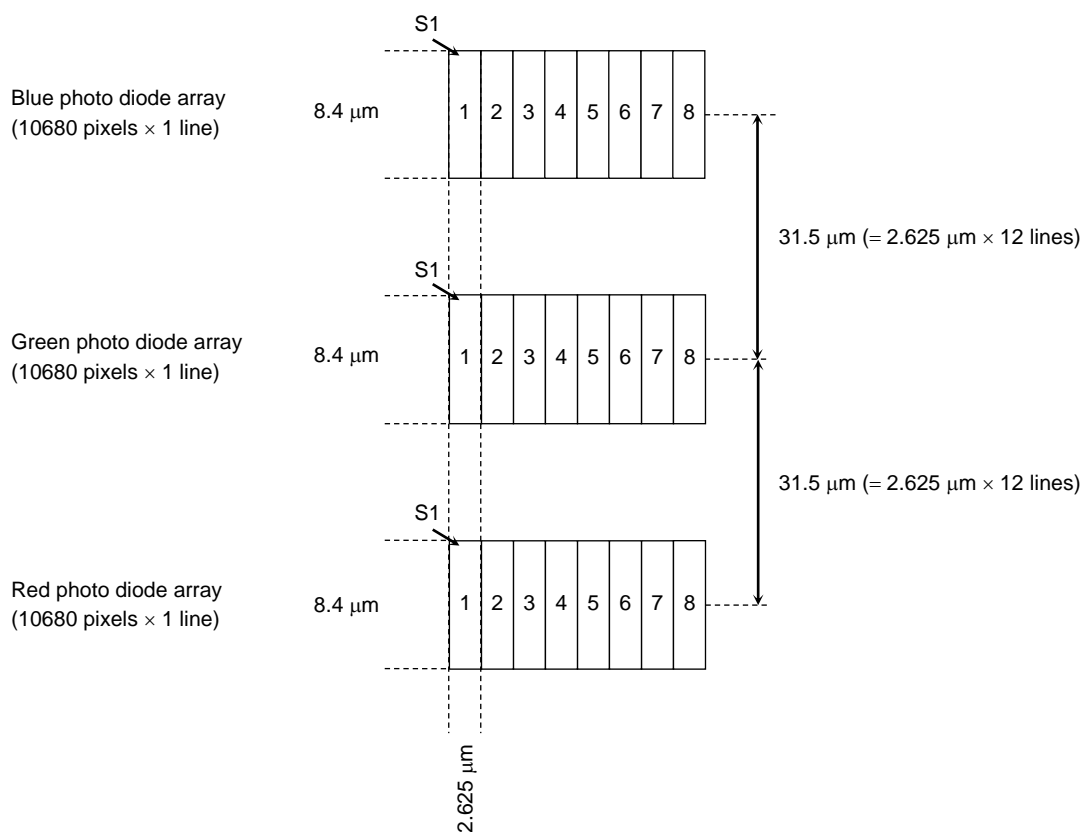 S1
Blue photo diode array
(10680 pixels × 1 line)
8.4 μm
1 2 3 4 5 6 7 8
31.5 μm (= 2.625 μm × 12 lines)
S1
Green photo diode array
(10680 pixels × 1 line)
8.4 μm
1 2 3 4 5 6 7 8
31.5 μm (= 2.625 μm × 12 lines)
S1
Red photo diode array
(10680 pixels × 1 line)
8.4 μm
1 2 3 4 5 6 7 8
2.625 μm